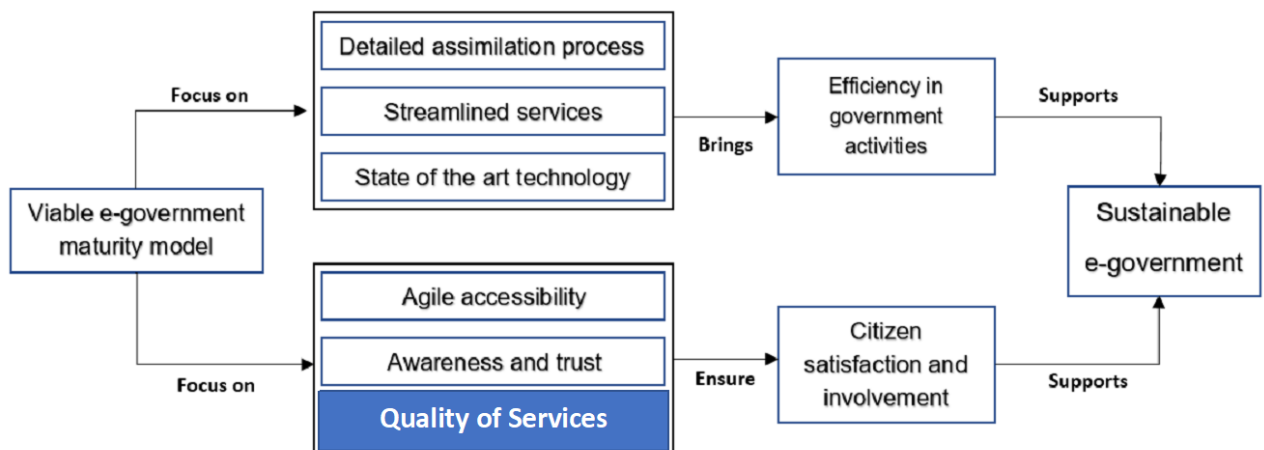 Detailed assimilation process
Focus on
Streamlined services
State of the art technology
Brings
Efficiency in
government
activities
Supports
Viable e-government
maturity model
Sustainable
e-government
Agile accessibility
Focus on
Awareness and trust
Quality of Services
Ensure
Citizen
satisfaction and
involvement
Supports